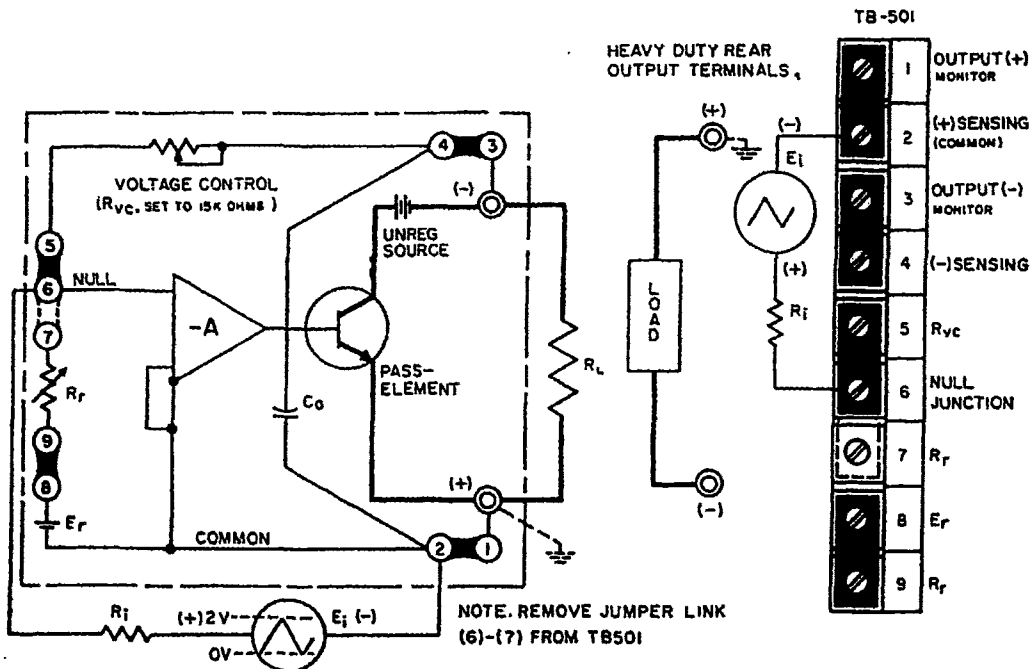 TB-501
HEAVY DUTY REAR
OUTPUT TERMINALS.
(+)
(-)
Ei
(+)
Ri
LOAD
(-)
1
OUTPUT (+)
MONITOR
2
(+) SENSING
(COMMON)
3
OUTPUT (-)
MONITOR
4
(-) SENSING
5
RVC
6
NULL
JUNCTION
7
Rr
8
Er
9
Rr
4
3
VOLTAGE CONTROL
(RVC. SET TO 15K OHMS)
(-)
UNREG
SOURCE
5
6
NULL
7
-A
Rr
PASS-
ELEMENT
RL
Co
9
8
Er
COMMON
(+)
2
1
Ri
(+)2V
Ei (-)
0V
NOTE. REMOVE JUMPER LINK
(6)-(7) FROM TB501